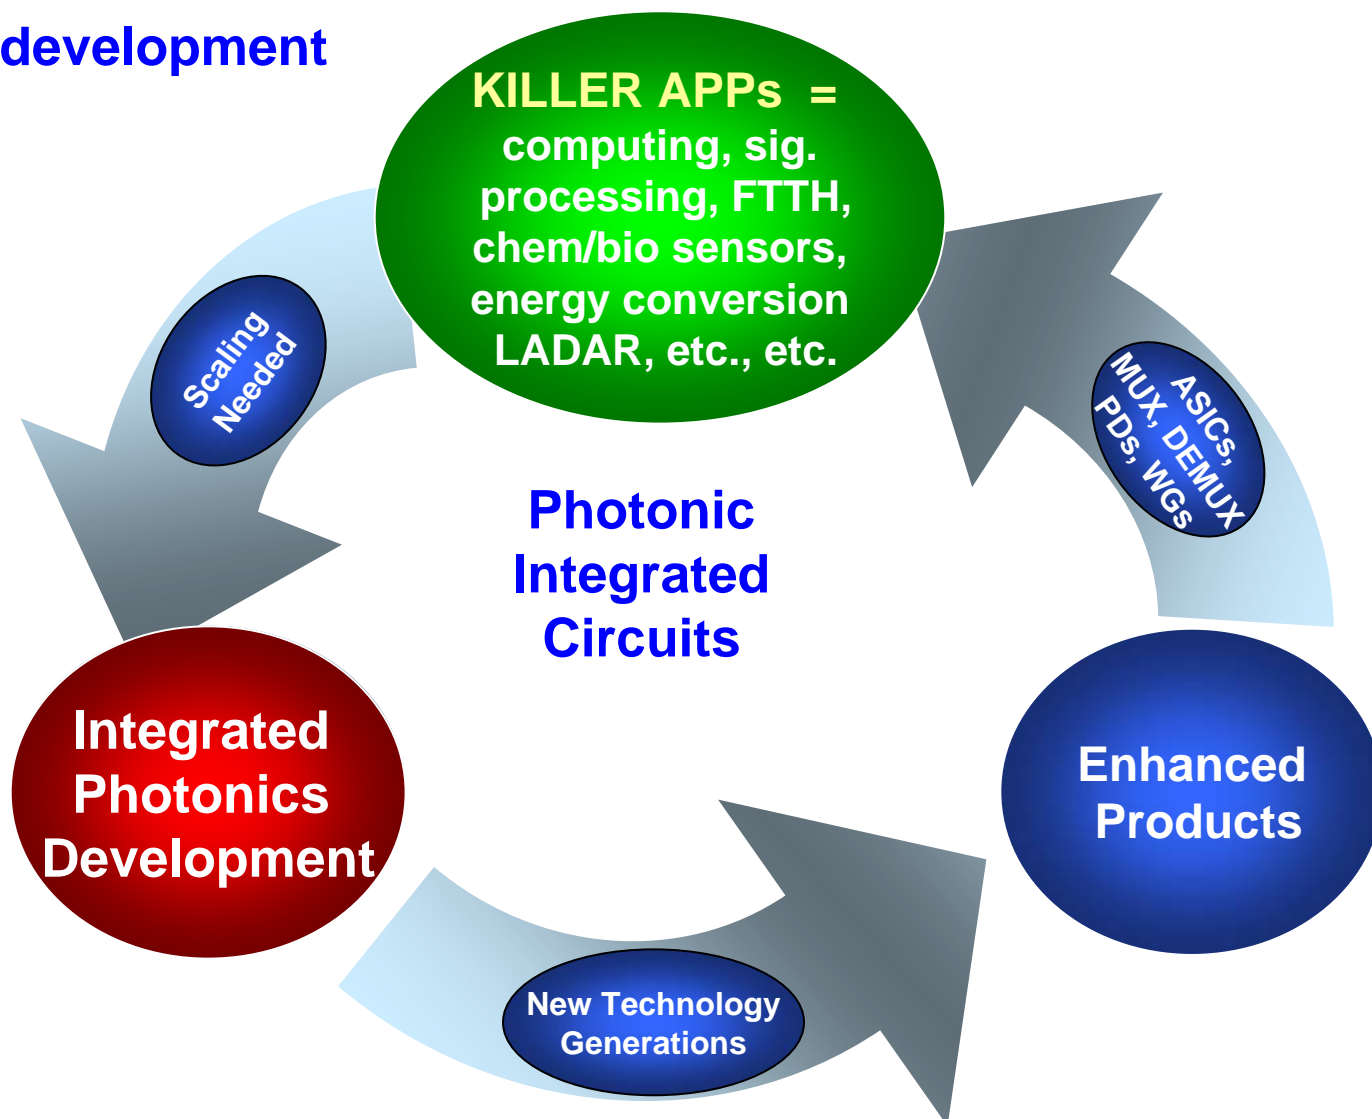 development
KILLER APPs =
computing, sig.
processing, FTTH,
chem/bio sensors,
energy conversion
LADAR, etc., etc.
Scaling
Needed
ASICs,
MUX, DEMUX
PDs, WGs
Photonic
Integrated
Circuits
Integrated
Photonics
Development
Enhanced
Products
New Technology
Generations